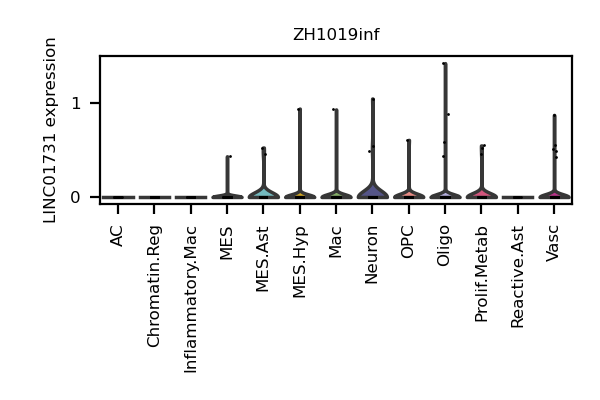 ZH1019inf
LINC01731 expression
1
0
AC
Chromatin.Reg
Inflammatory.Mac
MES
MES.Ast
MES.Hyp
Mac
Neuron
OPC
Oligo
Prolif.Metab
Reactive.Ast
Vasc